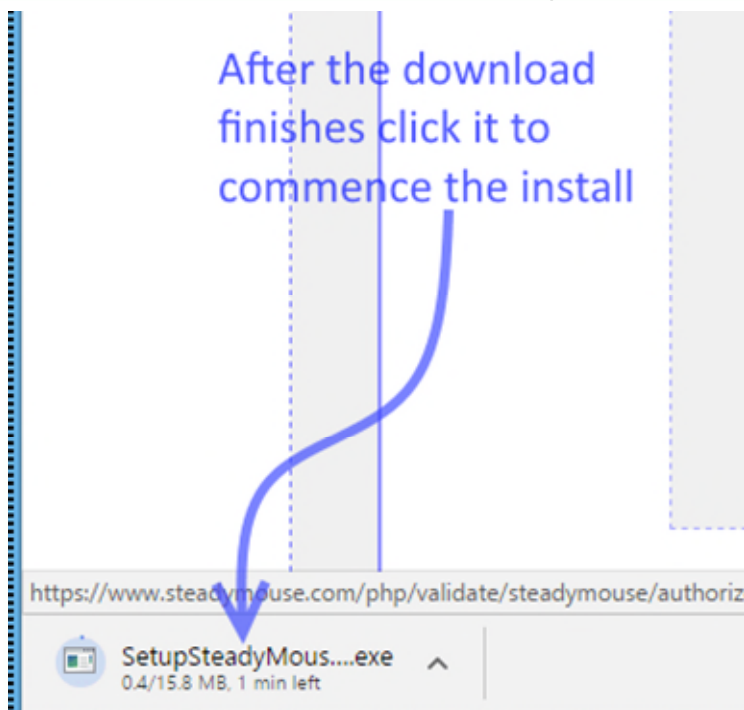 After the download
finishes click it to
commence the install
https://www.steadymouse.com/php/validate/steadymouse/authoriz
SetupSteadyMous....exe
0.4/15.8 MB, 1 min left